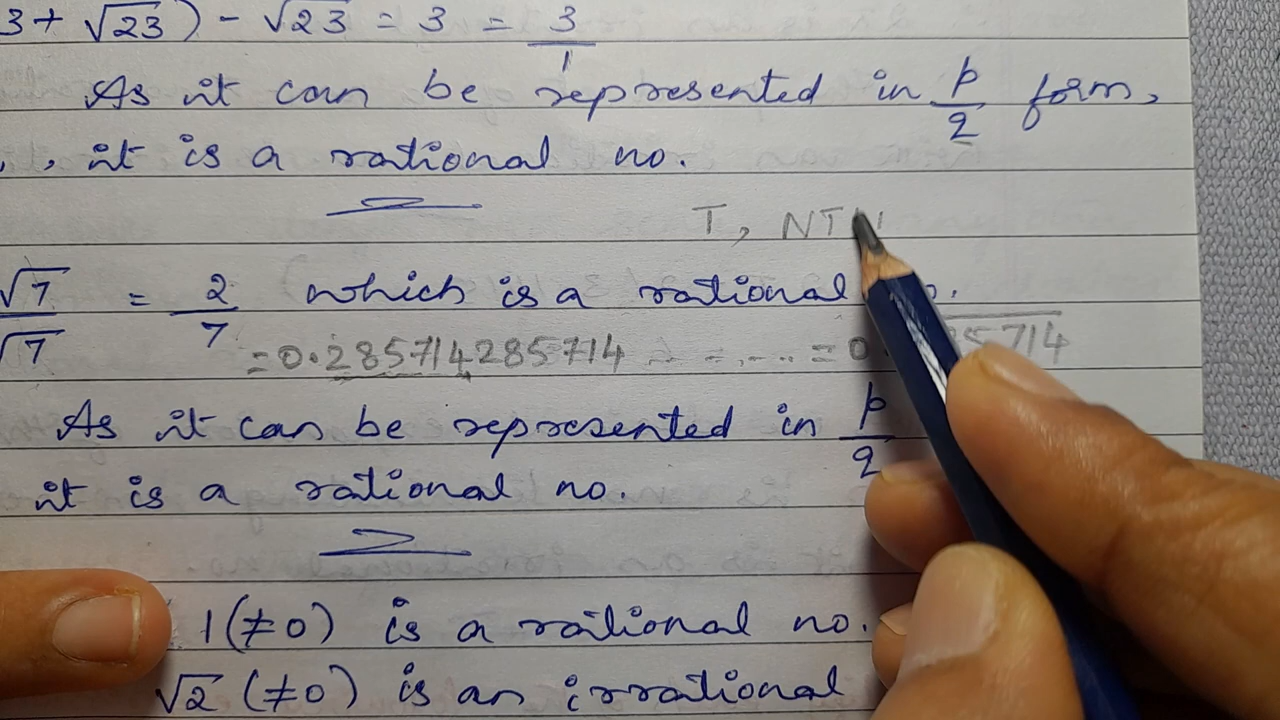 3 + √23) - √23 = 3 = 3/1
As it can be represented in p/q form,
, it is a rational no.
T, NTN
√7/√7 = 2/7 which is a rational
= 0.285714285714 ... = 0. 85714
As it can be represented in p/q
it is a rational no.
1(≠0) is a rational no.
√2 (≠0) is an irrational